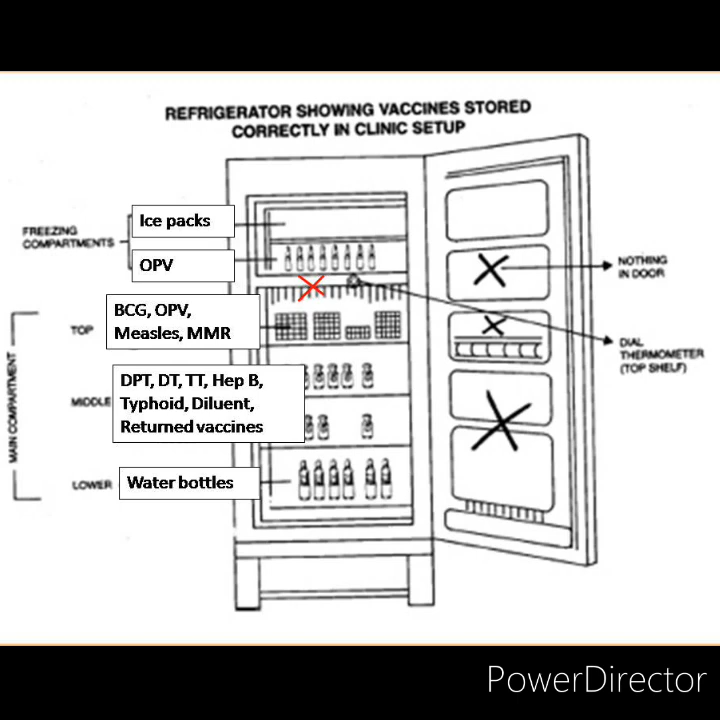 REFRIGERATOR SHOWING VACCINES STORED
CORRECTLY IN CLINIC SETUP
FREEZING
COMPARTMENTS
Ice packs
OPV
NOTHING
IN DOOR
MAIN COMPARTMENT
TOP
BCG, OPV,
Measles, MMR
DIAL
THERMOMETER
(TOP SHELF)
MIDDLE
DPT, DT, TT, Hep B,
Typhoid, Diluent,
Returned vaccines
LOWER
Water bottles
PowerDirector